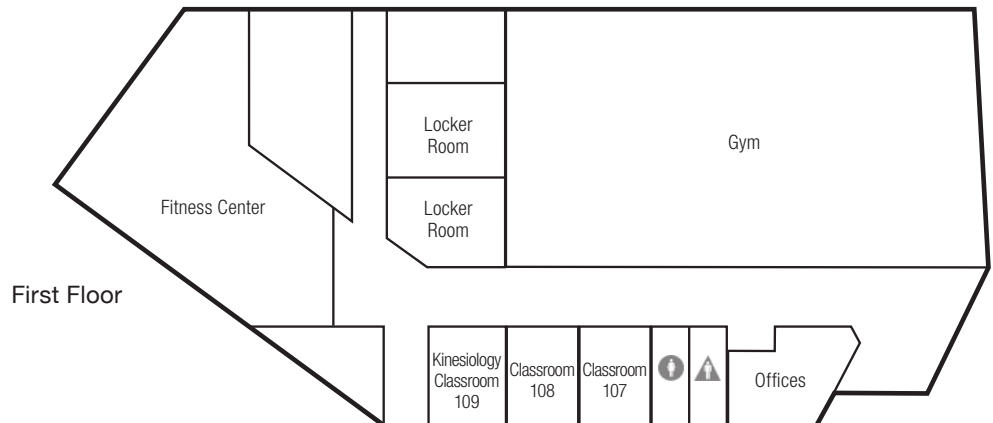 Locker
Room
Gym
Fitness Center
Locker
Room
First Floor
Kinesiology
Classroom
109
Classroom
108
Classroom
107
Offices